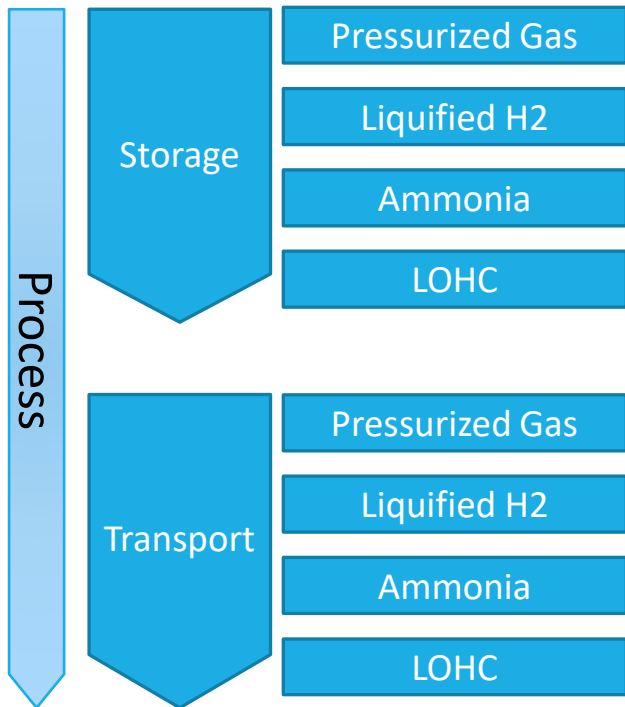 Process
Storage
Pressurized Gas
Liquified H2
Ammonia
LOHC
Transport
Pressurized Gas
Liquified H2
Ammonia
LOHC